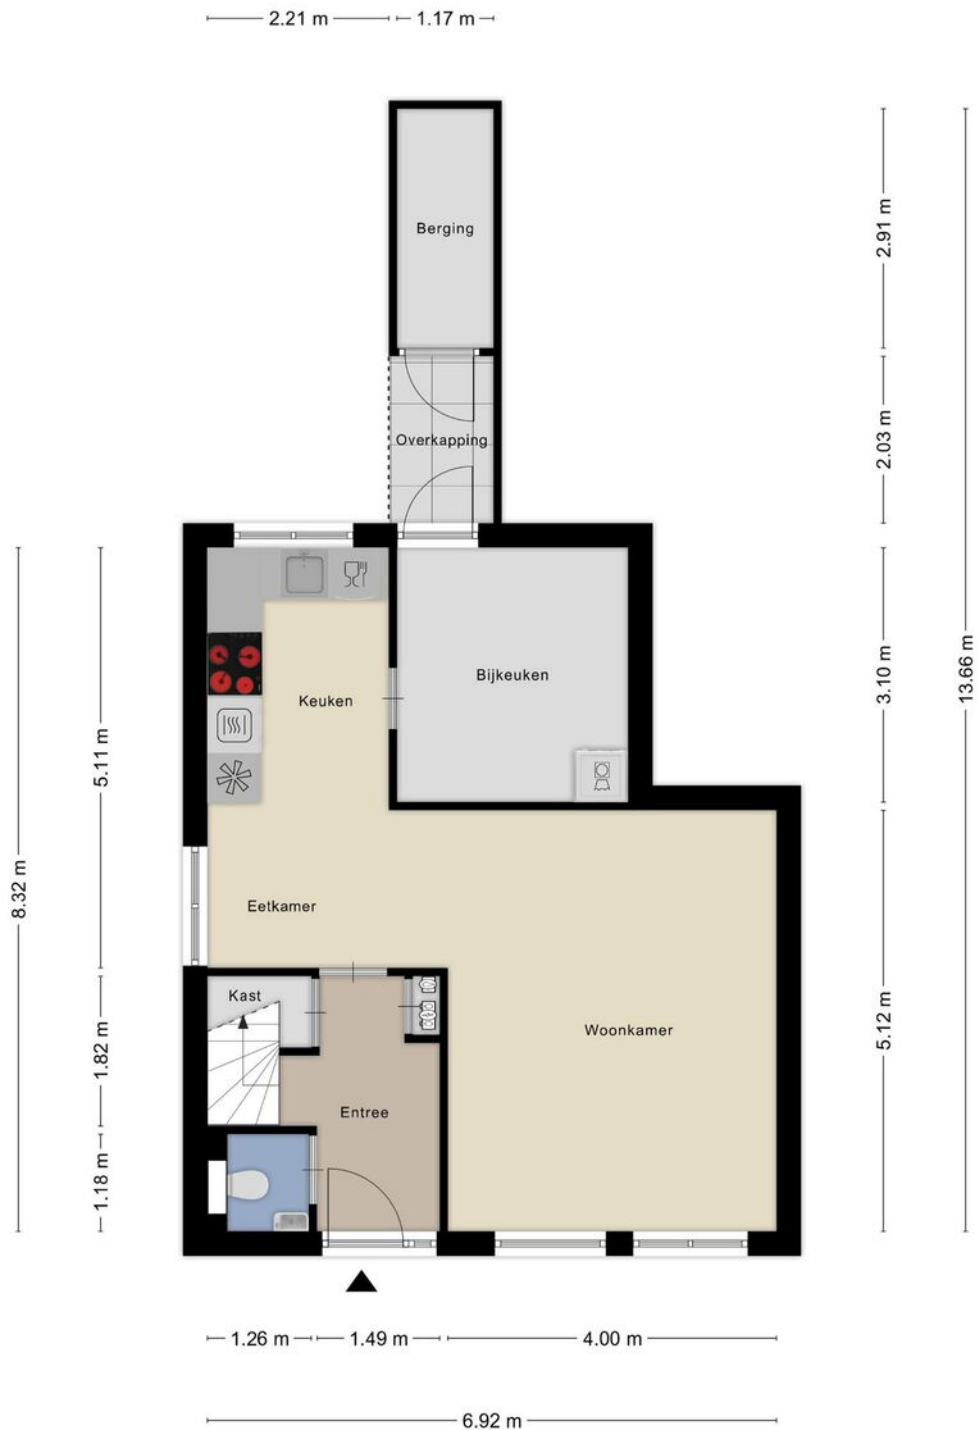 2.21 m
1.17 m
Berging
2.91 m
Overkapping
2.03 m
Bijkeuken
Keuken
3.10 m
13.66 m
5.11 m
8.32 m
Eetkamer
Kast
Woonkamer
5.12 m
1.82 m
Entree
1.18 m
1.26 m
1.49 m
4.00 m
6.92 m